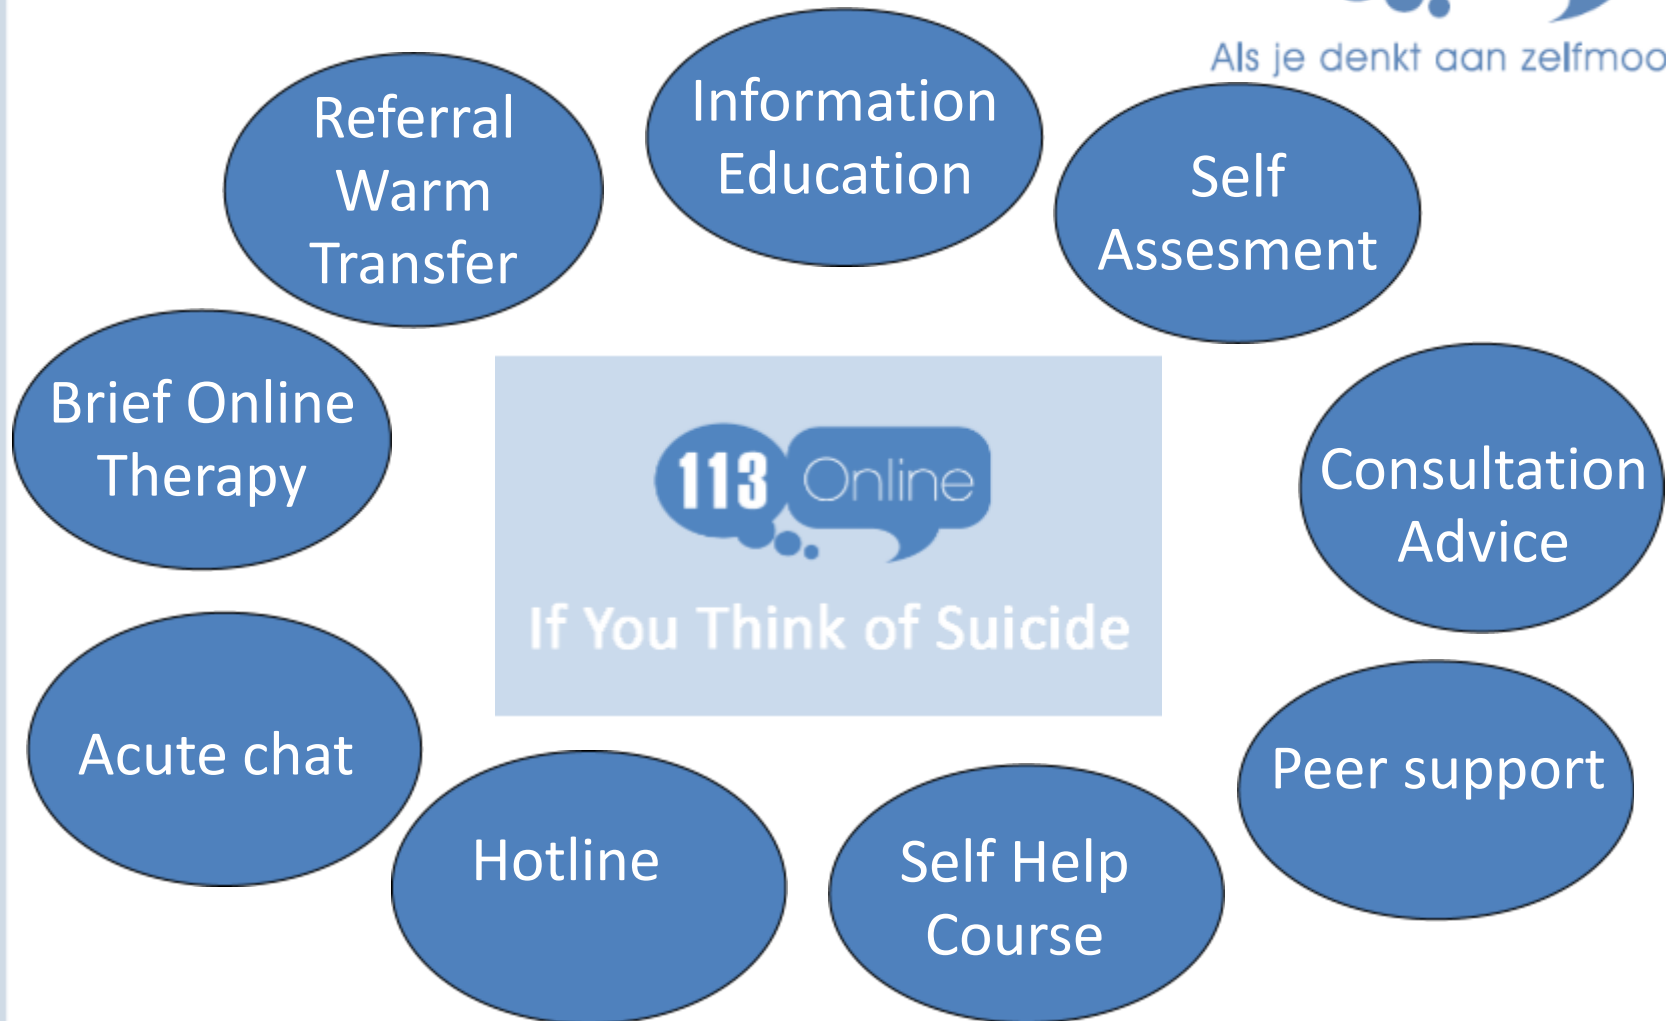 Als je denkt aan zelfmoo
Information
Education
Referral
Warm
Transfer
Self
Assesment
Brief Online
Therapy
113 Online
If You Think of Suicide
Consultation
Advice
Acute chat
Peer support
Hotline
Self Help
Course